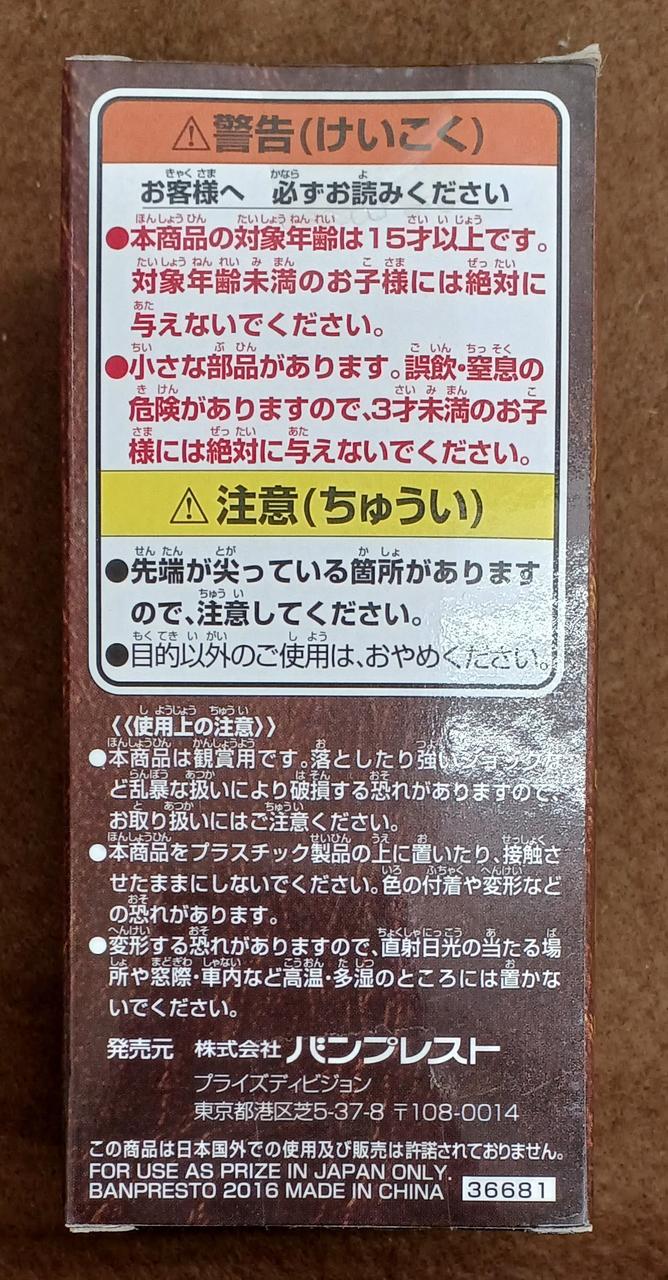 ⚠警告(けいこく)
お客様へ 必ずお読みください
●本商品の対象年齢は15才以上です。
対象年齢未満のお子様には絶対に
与えないでください。
●小さな部品があります。誤飲・窒息の
危険がありますので、3才未満のお子
様には絶対に与えないでください。
⚠注意(ちゅうい)
●先端が尖っている箇所があります
ので、注意してください。
●目的以外のご使用は、おやめください。
《使用上の注意》
●本商品は観賞用です。落としたり強いショックな
ど乱暴な扱いにより破損する恐れがありますので、
お取り扱いにはご注意ください。
●本商品をプラスチック製品の上に置いたり、接触さ
せたままにしないでください。色の付着や変形など
の恐れがあります。
●変形する恐れがありますので、直射日光の当たる場
所や窓際・車内など高温・多湿のところには置かな
いでください。
発売元 株式会社バンプレスト
プライズディビジョン
東京都港区芝5-37-8 〒108-0014
この商品は日本国外での使用及び販売は許諾されておりません。
FOR USE AS PRIZE IN JAPAN ONLY.
BANPRESTO 2016 MADE IN CHINA 36681